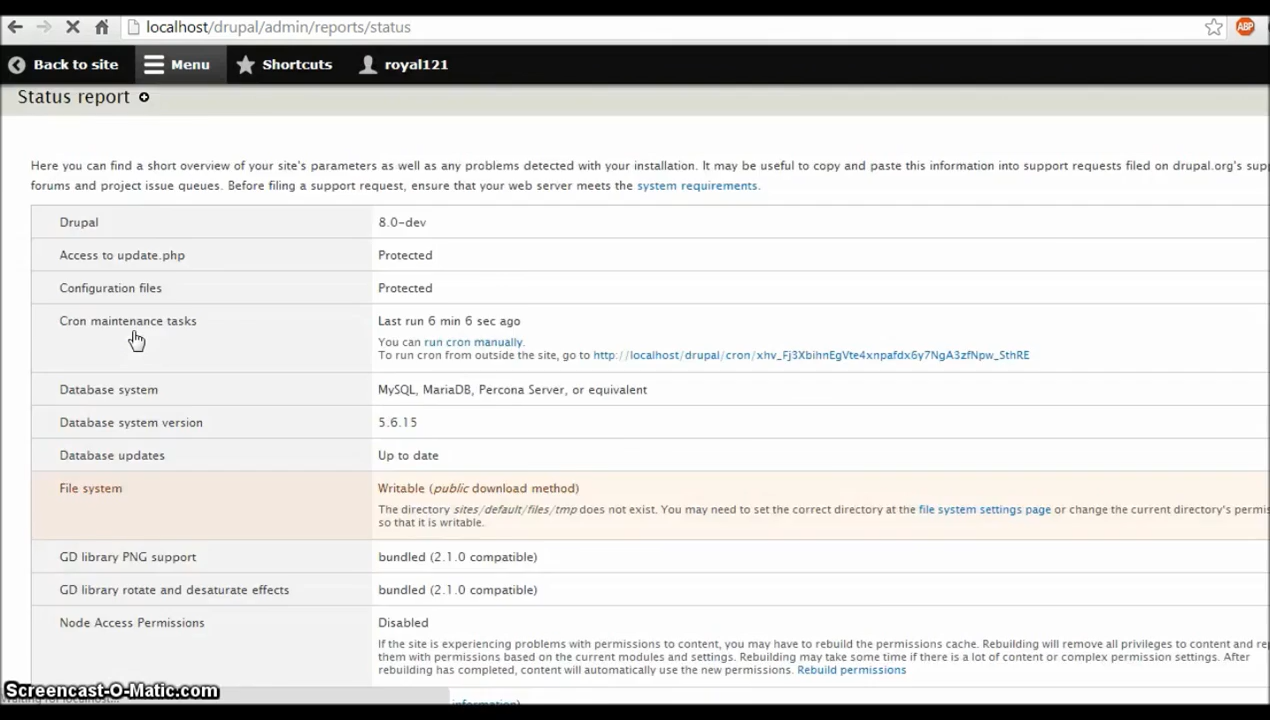 localhost/drupal/admin/reports/status
ABP
Back to site Menu Shortcuts royal121
Status report
Here you can find a short overview of your site's parameters as well as any problems detected with your installation. It may be useful to copy and paste this information into support requests filed on drupal.org's sup
forums and project issue queues. Before filing a support request, ensure that your web server meets the system requirements.
Drupal 8.0-dev
Access to update.php Protected
Configuration files Protected
Cron maintenance tasks Last run 6 min 6 sec ago
You can run cron manually.
To run cron from outside the site, go to http://localhost/drupal/cron/xhv_Fj3XbihnEgVte4xnpafdx6y7NgA3zfNpw_SthRE
Database system MySQL, MariaDB, Percona Server, or equivalent
Database system version 5.6.15
Database updates Up to date
File system Writable (public download method)
The directory sites/default/files/tmp does not exist. You may need to set the correct directory at the file system settings page or change the current directory's permis
so that it is writable.
GD library PNG support bundled (2.1.0 compatible)
GD library rotate and desaturate effects bundled (2.1.0 compatible)
Node Access Permissions Disabled
If the site is experiencing problems with permissions to content, you may have to rebuild the permissions cache. Rebuilding will remove all privileges to content and re
them with permissions based on the current modules and settings. Rebuilding may take some time if there is a lot of content or complex permission settings. After
rebuilding has completed, content will automatically use the new permissions. Rebuild permissions
Screencast-O-Matic.com
information)